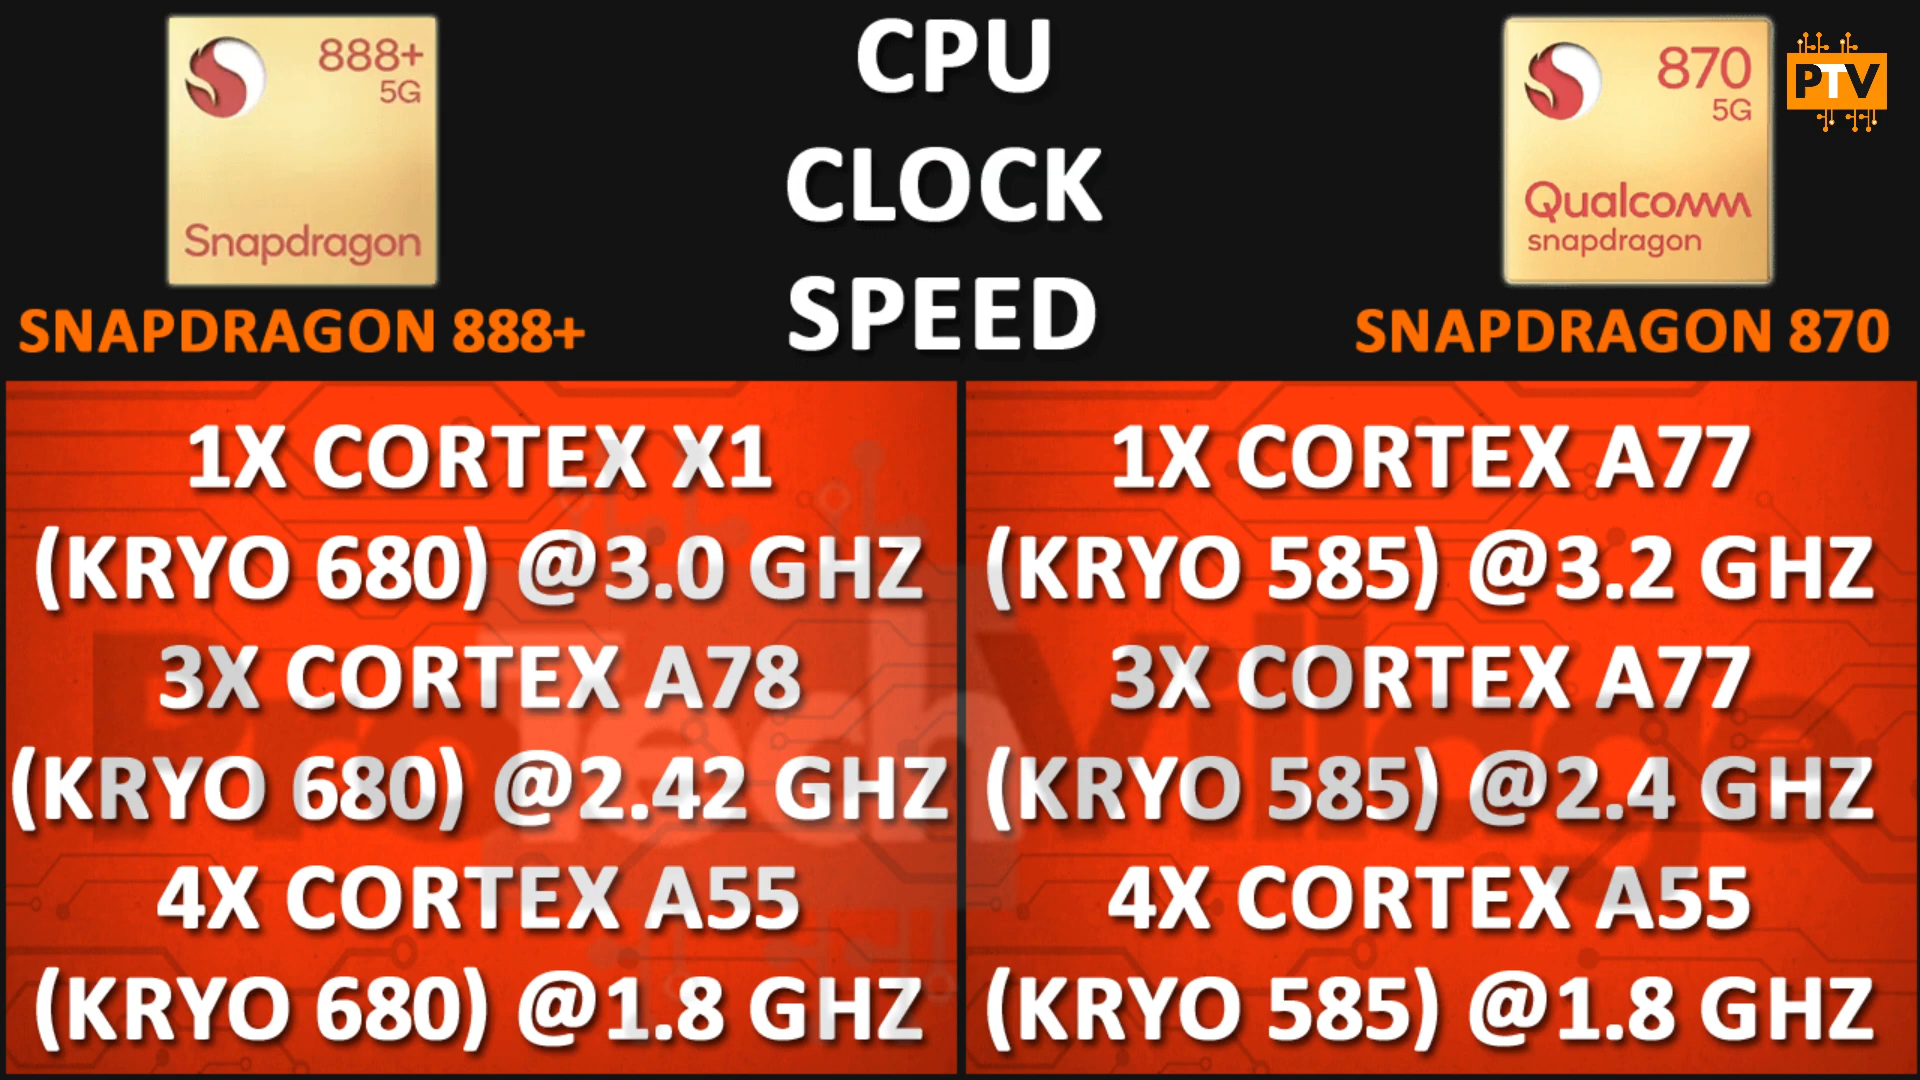 888+
5G
Snapdragon
SNAPDRAGON 888+
CPU
CLOCK
SPEED
870
5G
Qualcomm
snapdragon
PTV
SNAPDRAGON 870
1X CORTEX X1
(KRYO 680) @3.0 GHZ
3X CORTEX A78
(KRYO 680) @2.42 GHZ
4X CORTEX A55
(KRYO 680) @1.8 GHZ
1X CORTEX A77
(KRYO 585) @3.2 GHZ
3X CORTEX A77
(KRYO 585) @2.4 GHZ
4X CORTEX A55
(KRYO 585) @1.8 GHZ
ProTechVillage